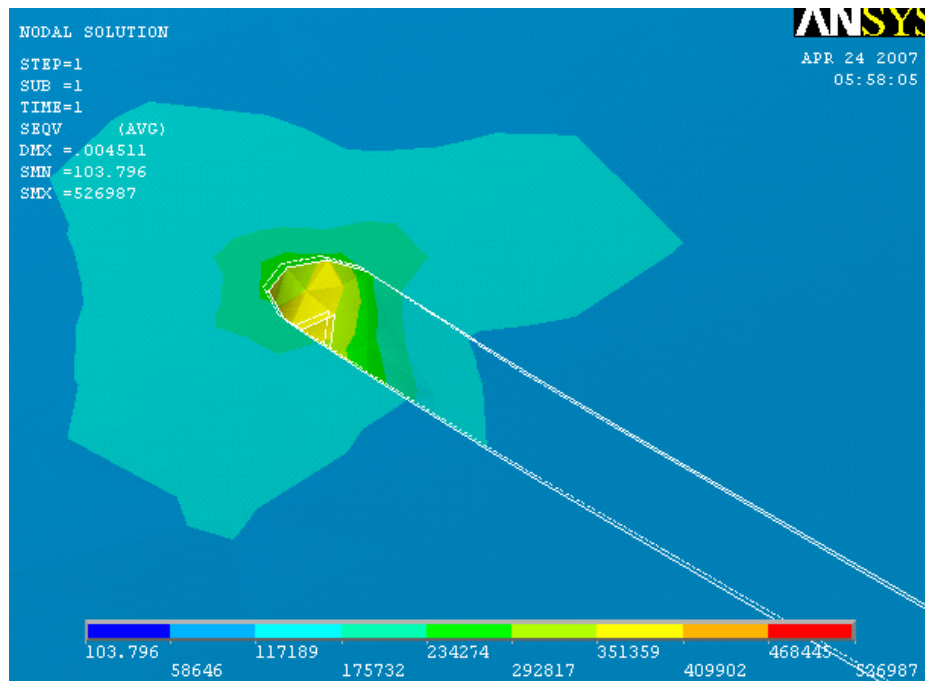 NODAL SOLUTION
STEP=1
SUB =1
TIME=1
SEQV (AVG)
DMX =.004511
SMN =103.796
SMX =526987
ANSYS
APR 24 2007
05:58:05
103.796 117189 234274 351359 468445
58646 175732 292817 409902 526987